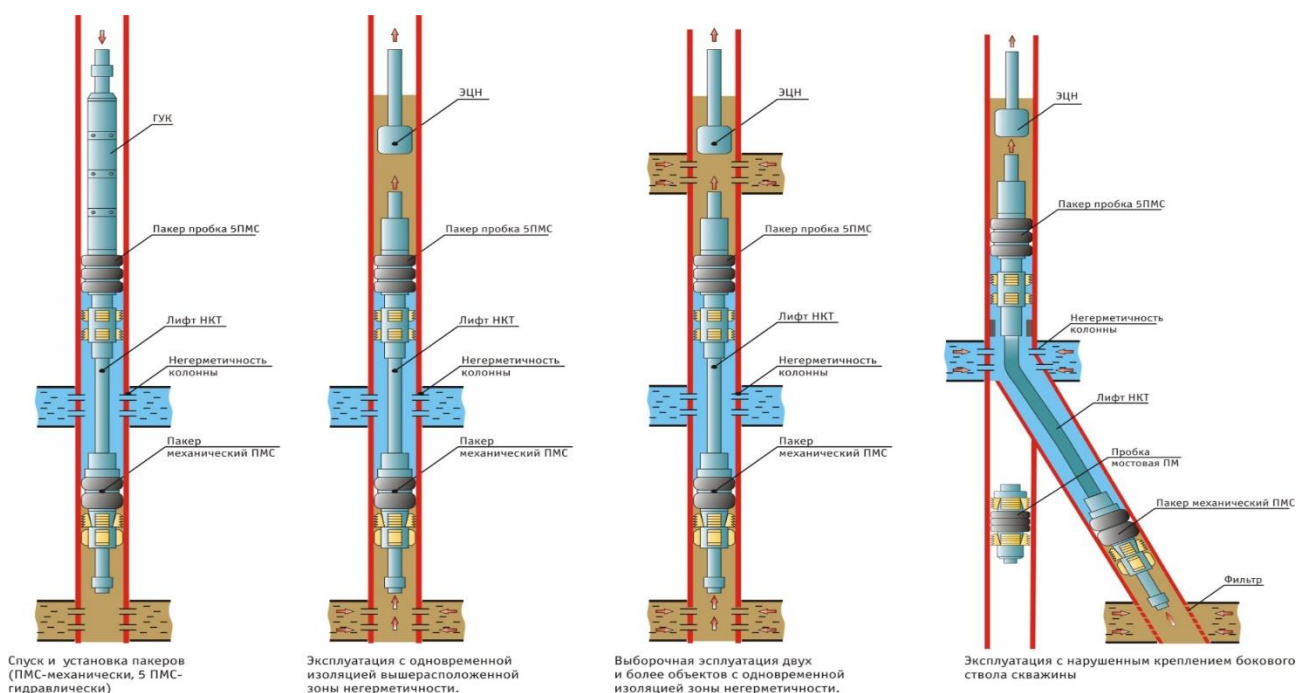 ГУК
Пакер пробка 5ПМС
Лифт НКТ
Негерметичность
колонны
Пакер
механический ПМС
Спуск и установка пакеров
(ПМС-механически, 5 ПМС-
гидравлически)
ЭЦН
Пакер пробка 5ПМС
Лифт НКТ
Негерметичность
колонны
Пакер
механический ПМС
Эксплуатация с одновременной
изоляцией вышерасположенной
зоны негерметичности.
ЭЦН
Пакер пробка 5ПМС
Лифт НКТ
Негерметичность
колонны
Пакер
механический ПМС
Выборочная эсплуатация двух
и более объектов с одновременной
изоляцией зоны негерметичности.
ЭЦН
Пакер пробка 5ПМС
Негерметичность
колонны
Лифт НКТ
Пробка
мостовая ПМ
Пакер механический ПМС
Фильтр
Эксплуатация с нарушенным креплением бокового
ствола скважины